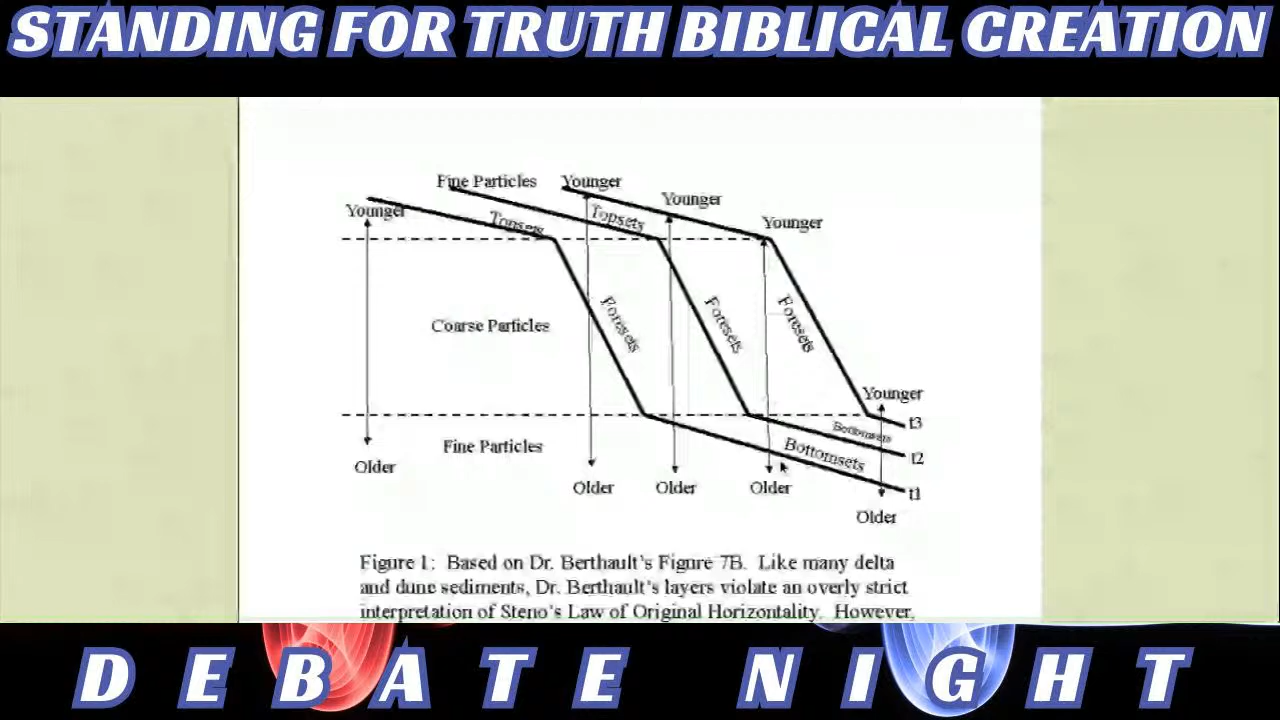 STANDING FOR TRUTH BIBLICAL CREATION
Fine Particles
Younger
Younger
Younger
Topsets
Topsets
Younger
Coarse Particles
Foresets
Foresets
Foresets
Younger
t3
Bottomsets
Fine Particles
Bottomsets
t2
Older
Older
Older
Older
t1
Older
Figure 1: Based on Dr. Berthault's Figure 7B. Like many delta
and dune sediments, Dr. Berthault's layers violate an overly strict
interpretation of Steno's Law of Original Horizontality. However,
DEBATE NIGHT